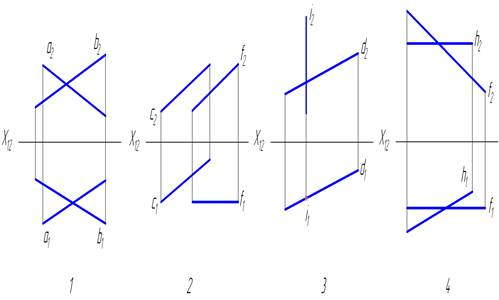 a₂ b₂ X₁₂ a₁ b₁ 1
f₂ c₂ X₁₂ c₁ f₁ 2
i₂ d₂ X₁₂ d₁ i₁ 3
h₂ f₂ X₁₂ h₁ f₁ 4